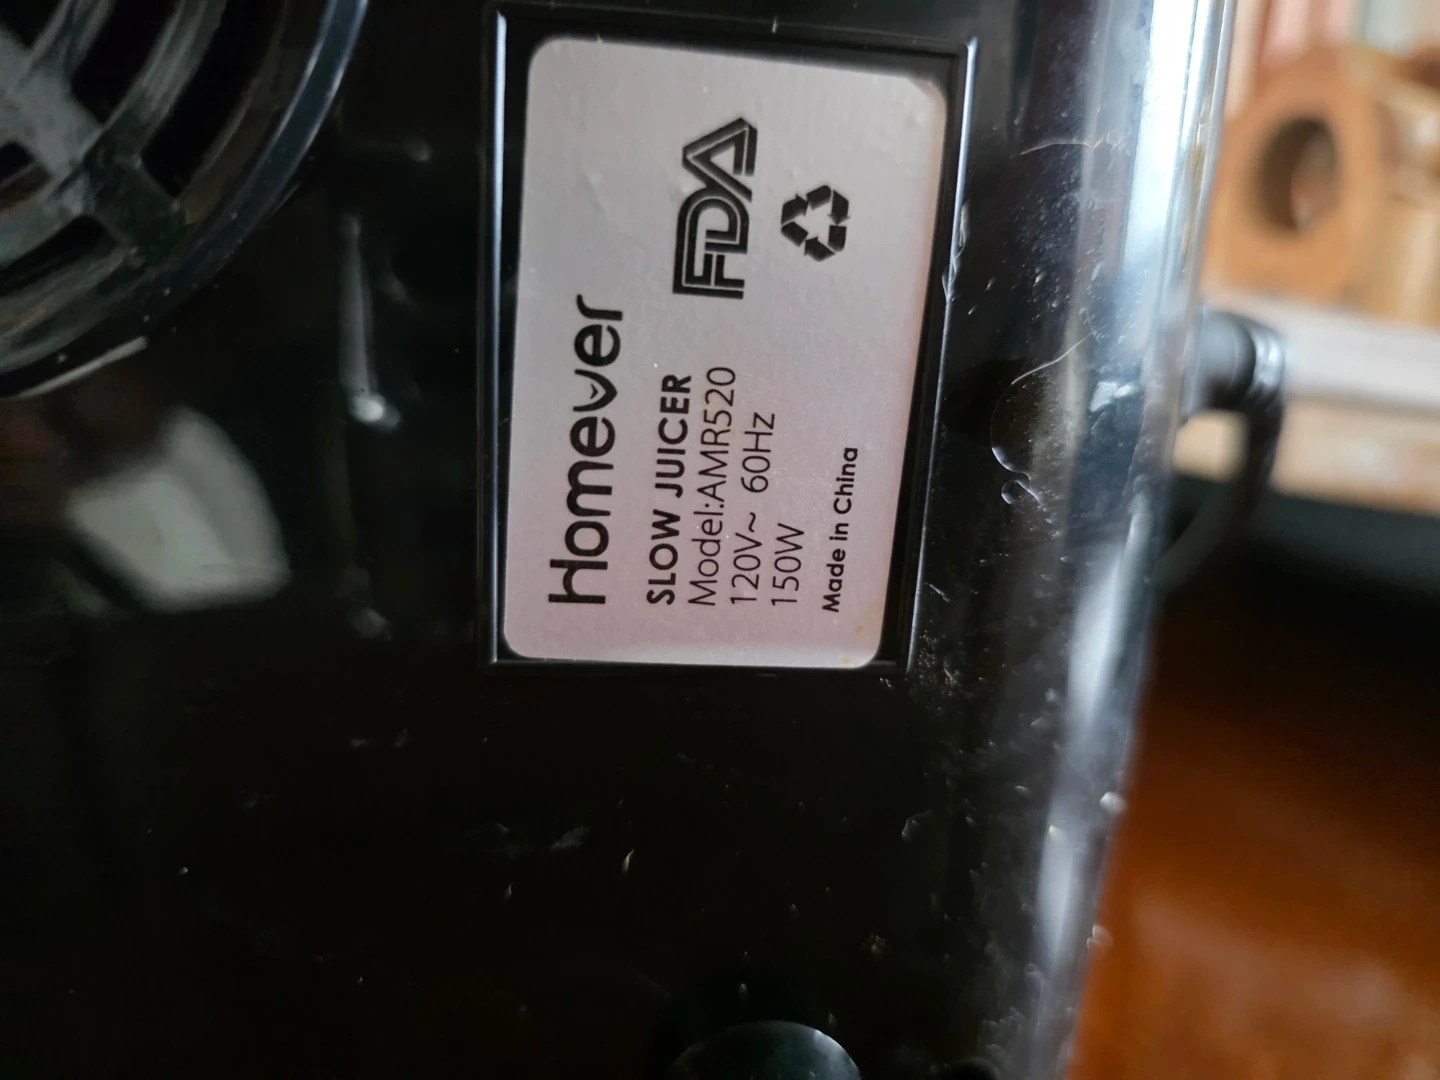 Homever
SLOW JUICER
Model:AMR520
120V~ 60Hz
150W
Made in China
FDA